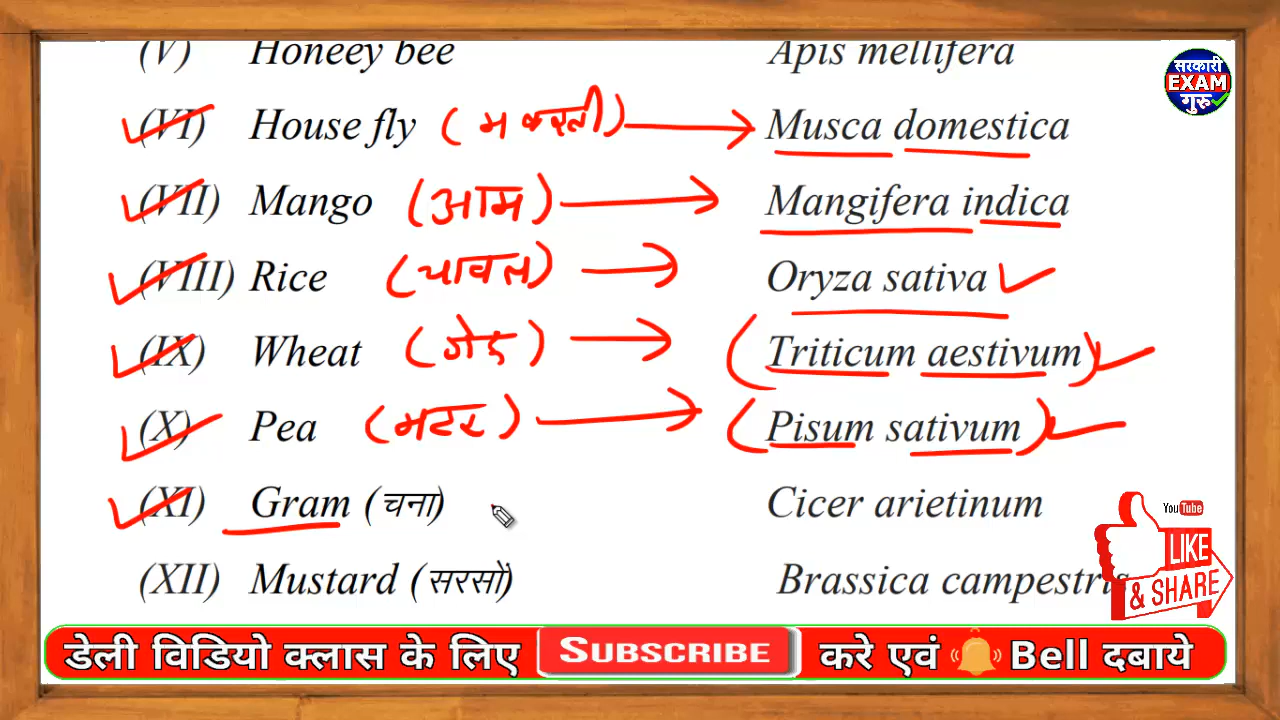 (V) Honeey bee Apis mellifera
सरकारी
EXAM
गुरु
(VI) House fly (मक्खी) Musca domestica
(VII) Mango (आम) Mangifera indica
(VIII) Rice (चावल) Oryza sativa
(IX) Wheat Triticum aestivum
(X) Pea (मटर) Pisum sativum
(XI) Gram (चना) Cicer arietinum
(XII) Mustard (सरसों) Brassica campestris
YouTube
LIKE
& SHARE
डेली विडियो क्लास के लिए SUBSCRIBE करे एवं Bell दबाये